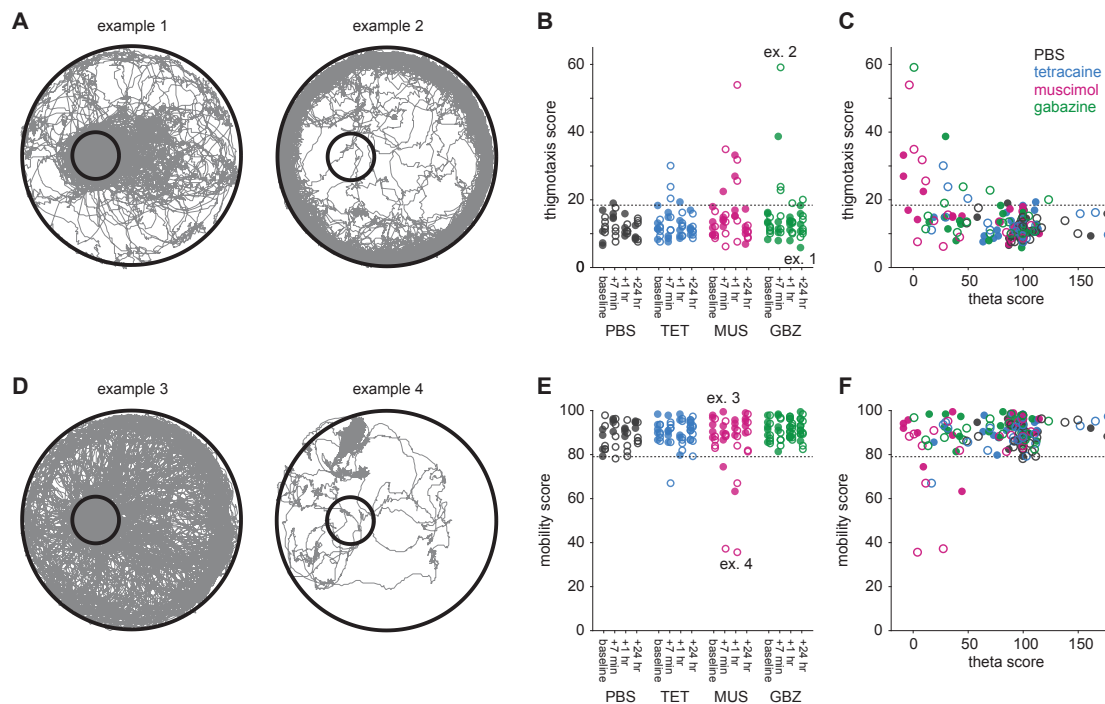 A
example 1
example 2
B
thigmotaxis score
60
40
20
0
ex. 2
ex. 1
baseline
+7 min
+1 hr
+24 hr
baseline
+7 min
+1 hr
+24 hr
baseline
+7 min
+1 hr
+24 hr
baseline
+7 min
+1 hr
+24 hr
PBS
TET
MUS
GBZ
C
thigmotaxis score
60
40
20
0
PBS
tetracaine
muscimol
gabazine
0
50
100
150
theta score
D
example 3
example 4
E
mobility score
100
80
60
40
20
0
ex. 3
ex. 4
baseline
+7 min
+1 hr
+24 hr
baseline
+7 min
+1 hr
+24 hr
baseline
+7 min
+1 hr
+24 hr
baseline
+7 min
+1 hr
+24 hr
PBS
TET
MUS
GBZ
F
mobility score
100
80
60
40
20
0
0
50
100
150
theta score